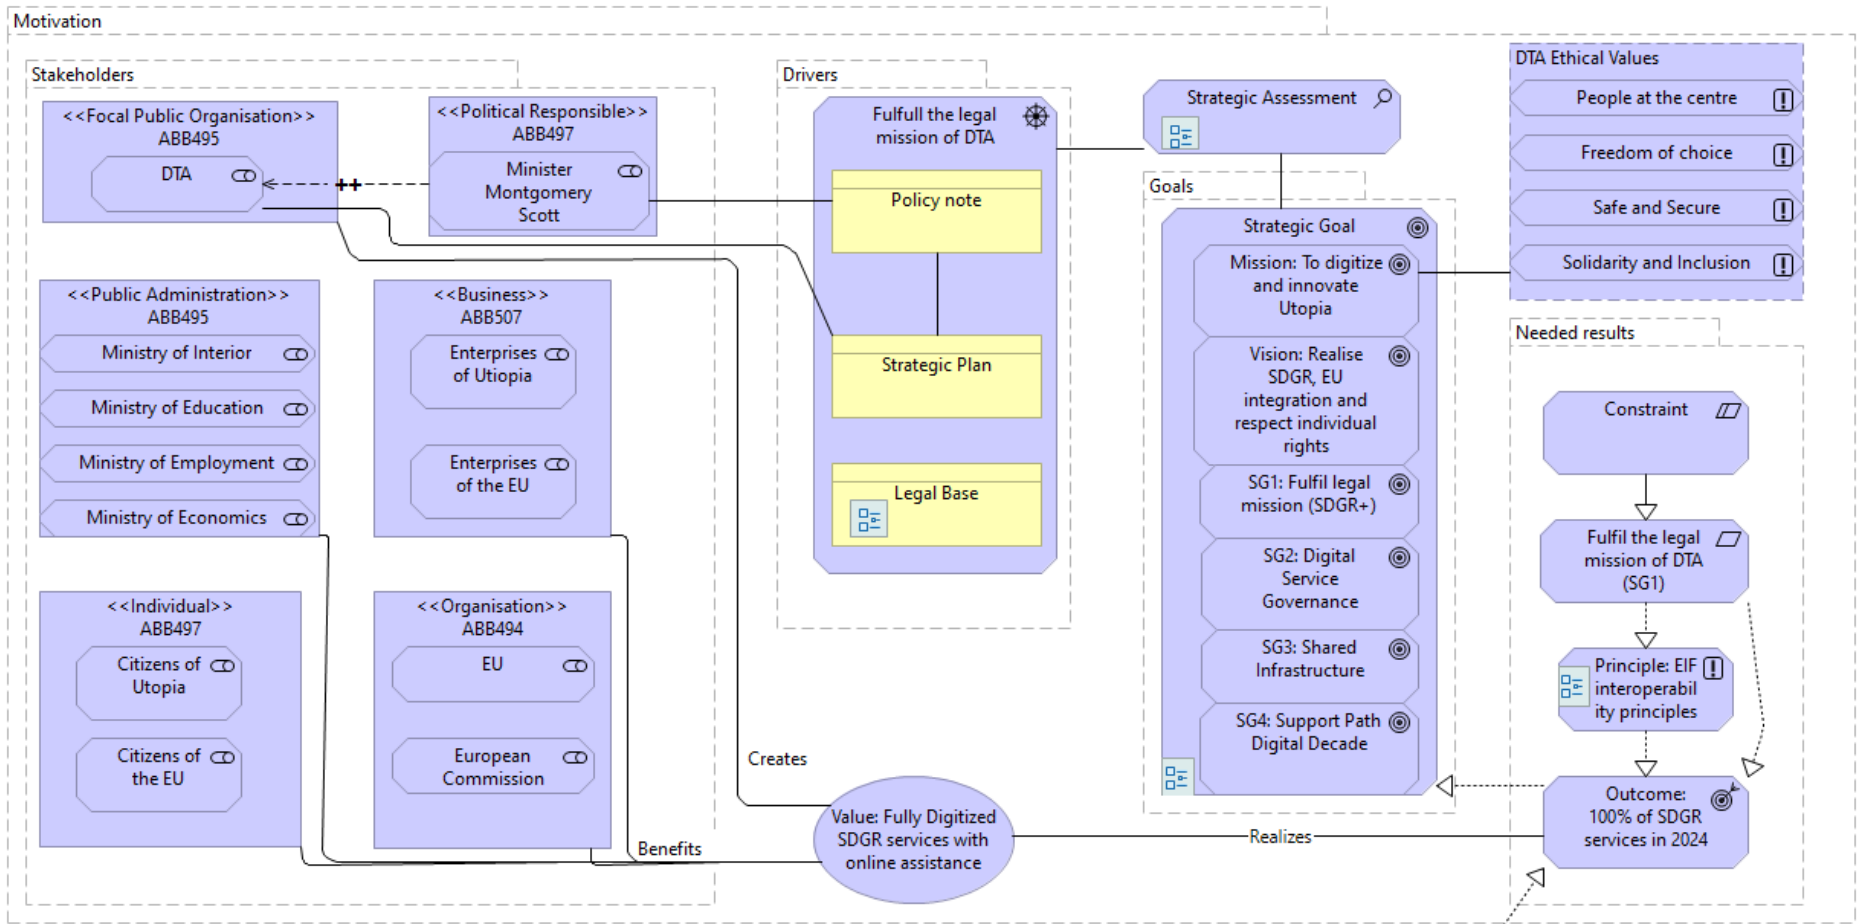 Motivation
Stakeholders
<<Focal Public Organisation>>
ABB495
DTA
<<Political Responsible>>
ABB497
Minister
Montgomery
Scott
++
<<Public Administration>>
ABB495
Ministry of Interior
Ministry of Education
Ministry of Employment
Ministry of Economics
<<Business>>
ABB507
Enterprises
of Utiopia
Enterprises
of the EU
<<Individual>>
ABB497
Citizens of
Utopia
Citizens of
the EU
<<Organisation>>
ABB494
EU
European
Commission
Benefits
Creates
Value: Fully Digitized
SDGR services with
online assistance
Realizes
Drivers
Fulfull the legal
mission of DTA
Policy note
Strategic Plan
Legal Base
Strategic Assessment
Goals
Strategic Goal
Mission: To digitize
and innovate
Utopia
Vision: Realise
SDGR, EU
integration and
respect individual
rights
SG1: Fulfil legal
mission (SDGR+)
SG2: Digital
Service
Governance
SG3: Shared
Infrastructure
SG4: Support Path
Digital Decade
DTA Ethical Values
People at the centre
Freedom of choice
Safe and Secure
Solidarity and Inclusion
Needed results
Constraint
Fulfil the legal
mission of DTA
(SG1)
Principle: EIF
interoperabil
ity principles
Outcome:
100% of SDGR
services in 2024